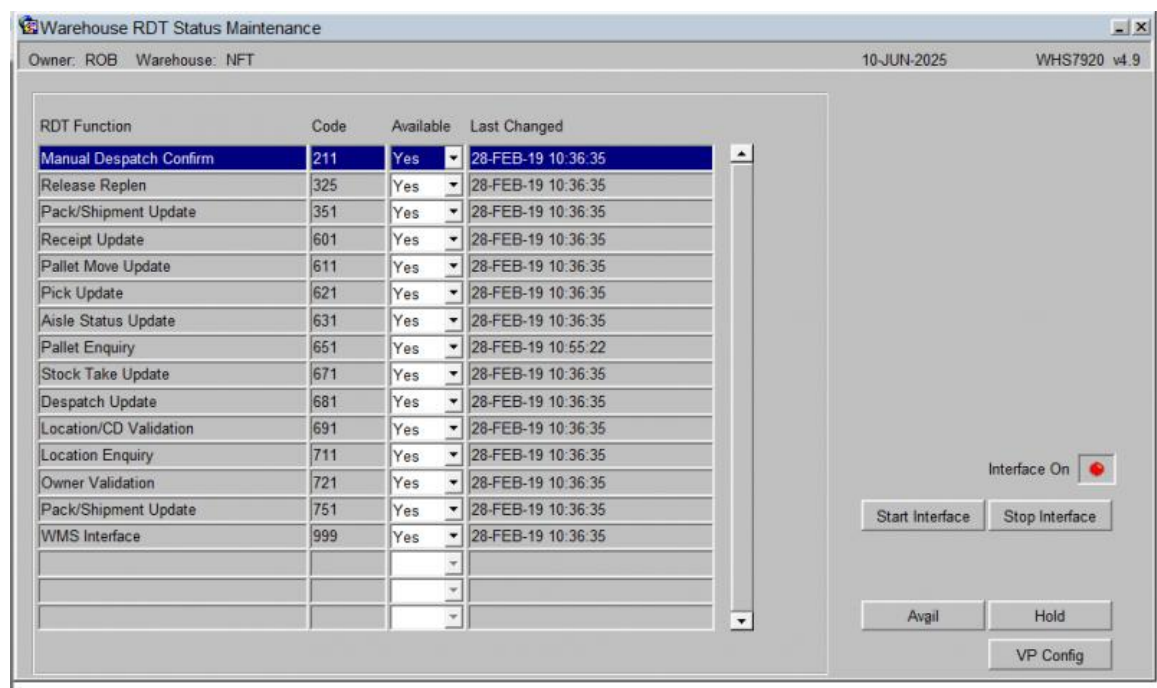 Warehouse RDT Status Maintenance
Owner: ROB Warehouse: NFT 10-JUN-2025 WHS7920 v4.9
RDT Function Code Available Last Changed
Manual Despatch Confirm 211 Yes 28-FEB-19 10:36:35
Release Replen 325 Yes 28-FEB-19 10:36:35
Pack/Shipment Update 351 Yes 28-FEB-19 10:36:35
Receipt Update 601 Yes 28-FEB-19 10:36:35
Pallet Move Update 611 Yes 28-FEB-19 10:36:35
Pick Update 621 Yes 28-FEB-19 10:36:35
Aisle Status Update 631 Yes 28-FEB-19 10:36:35
Pallet Enquiry 651 Yes 28-FEB-19 10:55:22
Stock Take Update 671 Yes 28-FEB-19 10:36:35
Despatch Update 681 Yes 28-FEB-19 10:36:35
Location/CD Validation 691 Yes 28-FEB-19 10:36:35
Location Enquiry 711 Yes 28-FEB-19 10:36:35
Owner Validation 721 Yes 28-FEB-19 10:36:35
Pack/Shipment Update 751 Yes 28-FEB-19 10:36:35
WMS Interface 999 Yes 28-FEB-19 10:36:35
Interface On
Start Interface Stop Interface
Avail Hold
VP Config